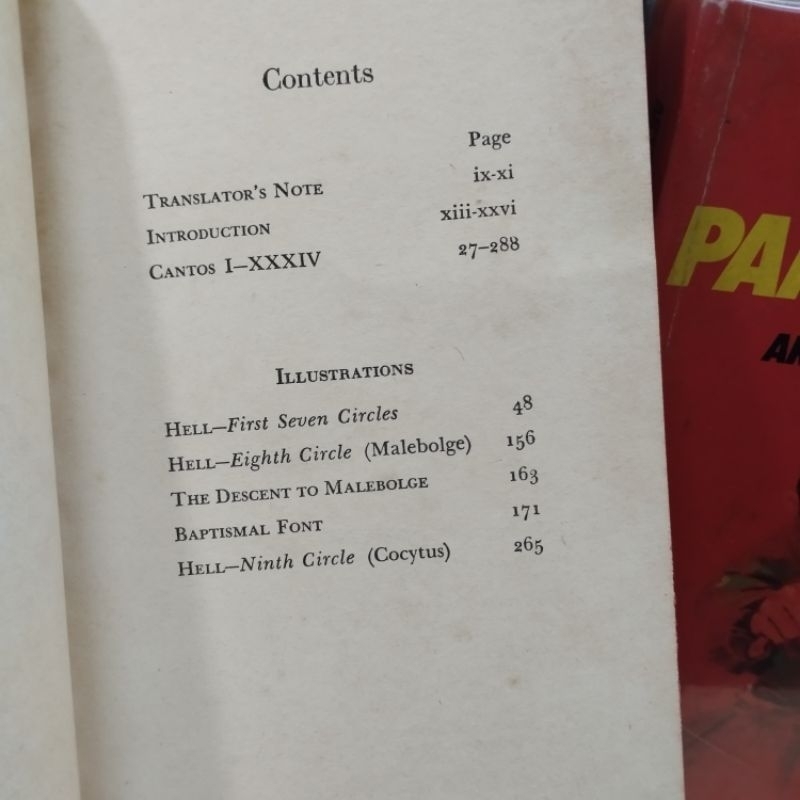 Contents
Page
Translator's Note ix-xi
Introduction xiii-xxvi
Cantos I–XXXIV 27–288
Illustrations
Hell—First Seven Circles 48
Hell—Eighth Circle (Malebolge) 156
The Descent to Malebolge 163
Baptismal Font 171
Hell—Ninth Circle (Cocytus) 265